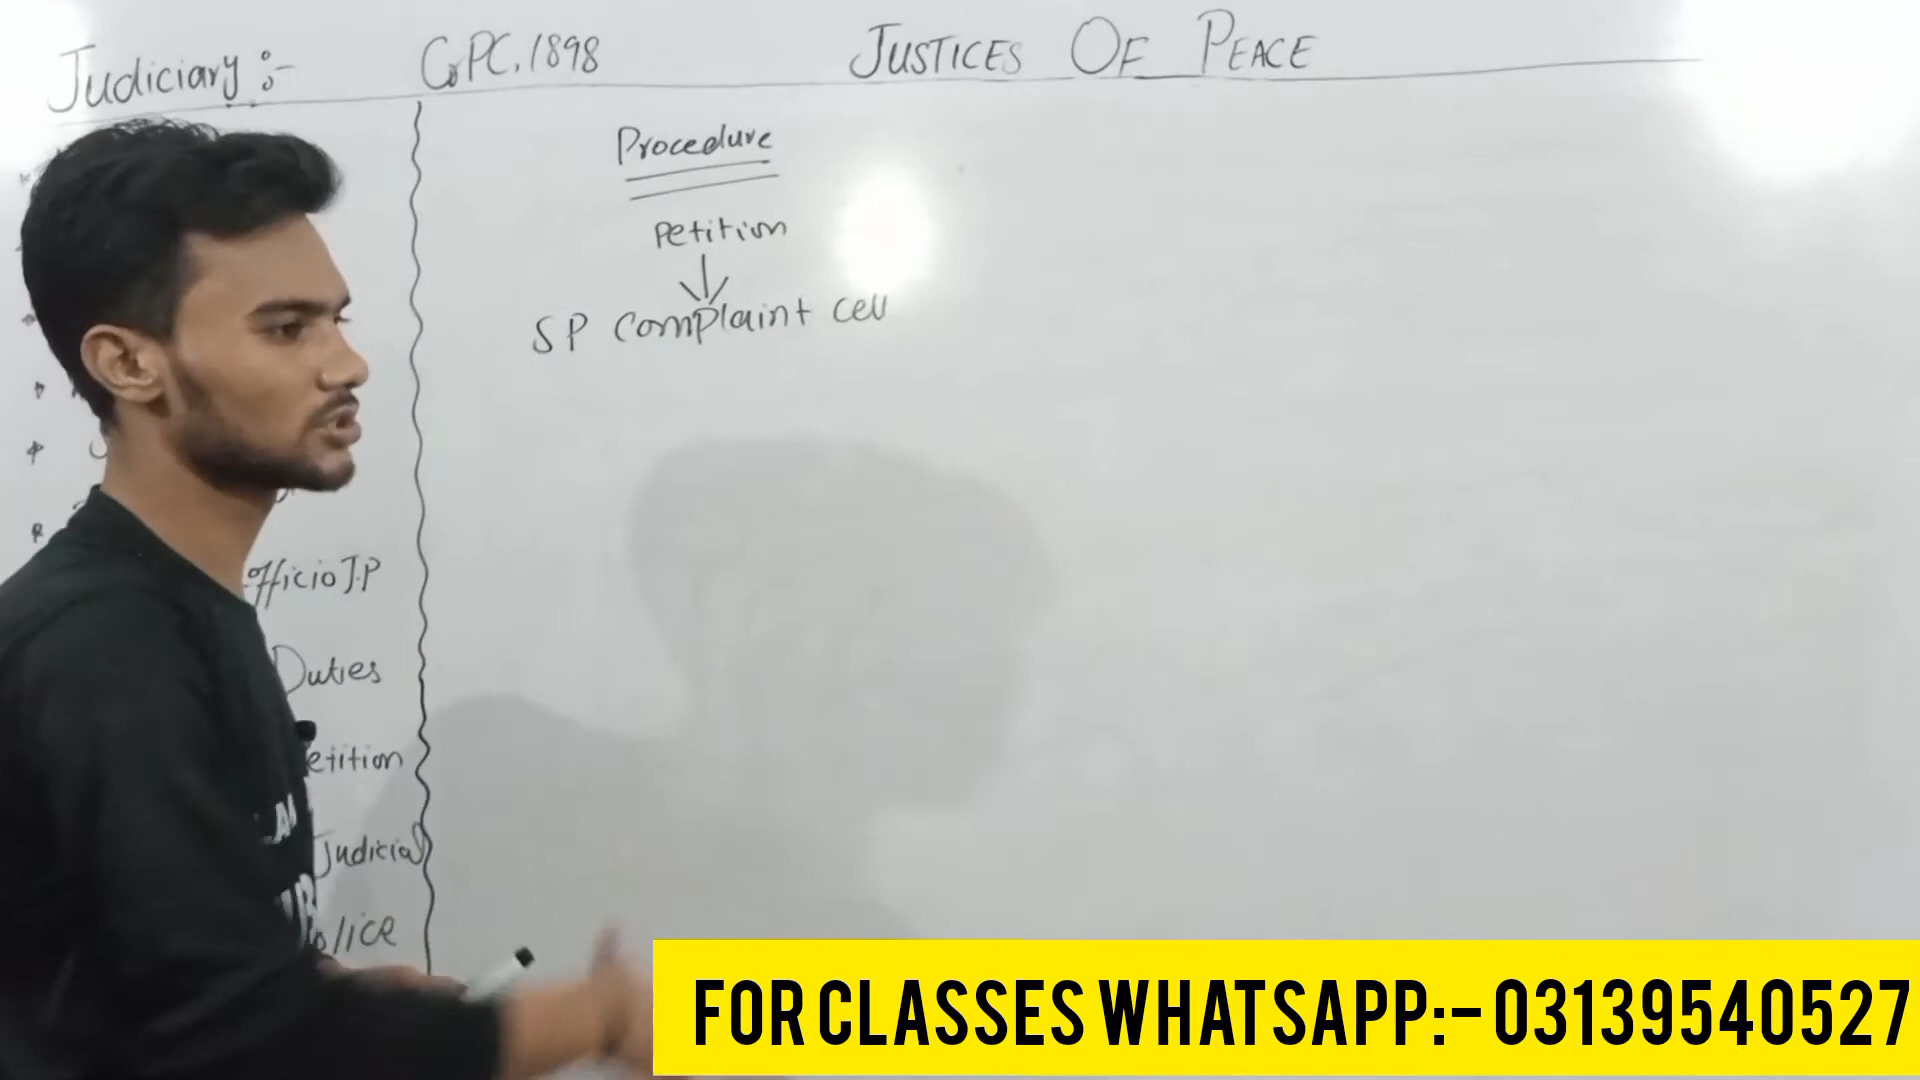 Judiciary :- CrPC, 1898 JUSTICES OF PEACE
Procedure
Petition
SP Complaint cell
officio J.P
Duties
etition
Judicial
olice
FOR CLASSES WHATSAPP:- 03139540527